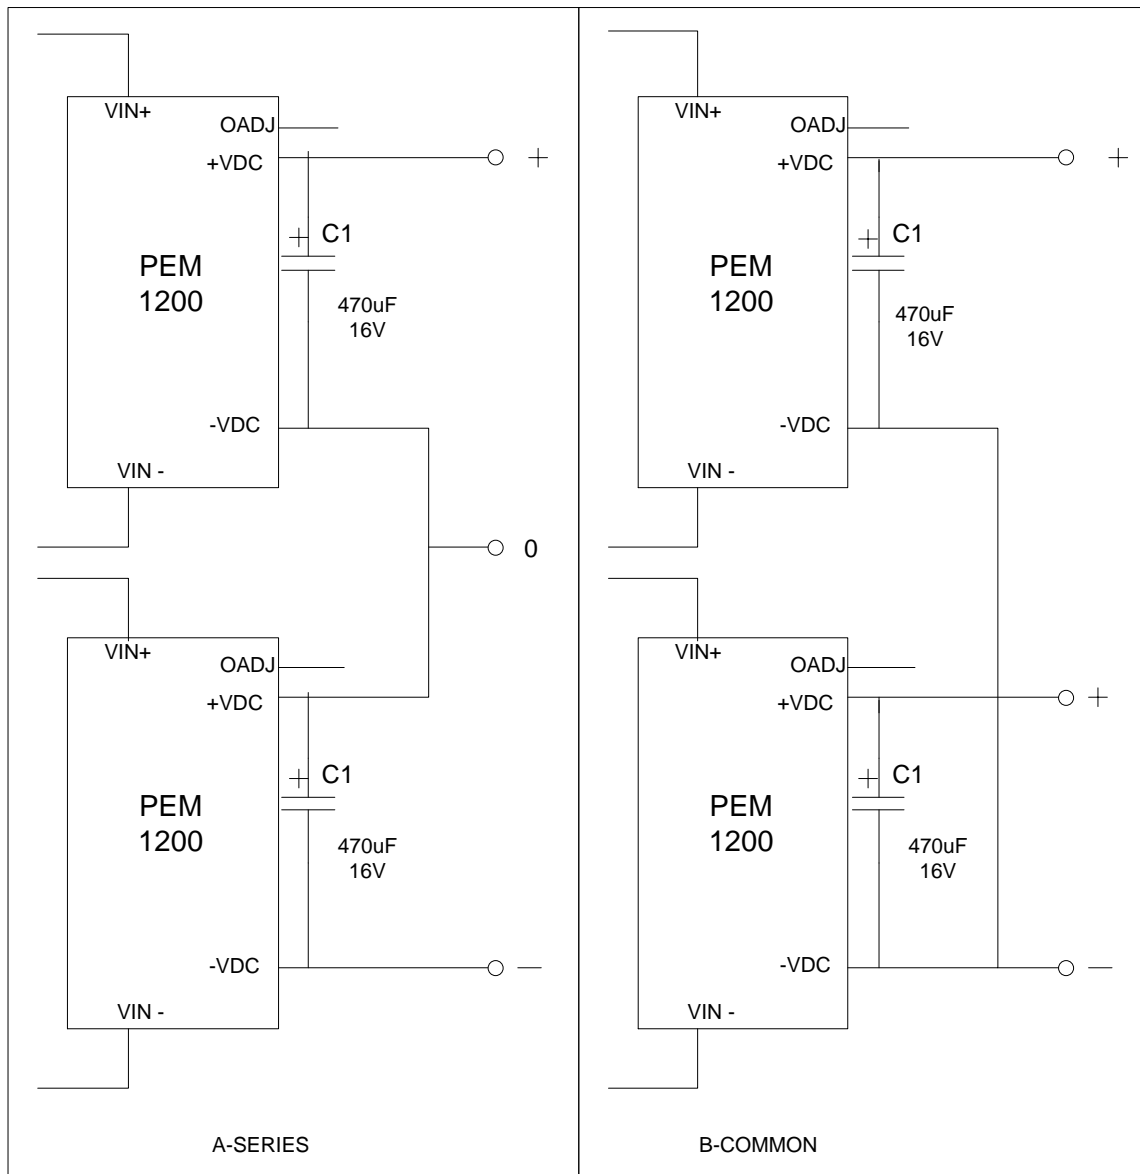 VIN+
OADJ
+VDC
+
+ C1
PEM
1200
470uF
16V
-VDC
VIN -
0
VIN+
OADJ
+VDC
+ C1
PEM
1200
470uF
16V
-VDC
—
VIN -
A-SERIES
VIN+
OADJ
+VDC
+
+ C1
PEM
1200
470uF
16V
-VDC
VIN -
VIN+
OADJ
+VDC
+
+ C1
PEM
1200
470uF
16V
-VDC
—
VIN -
B-COMMON